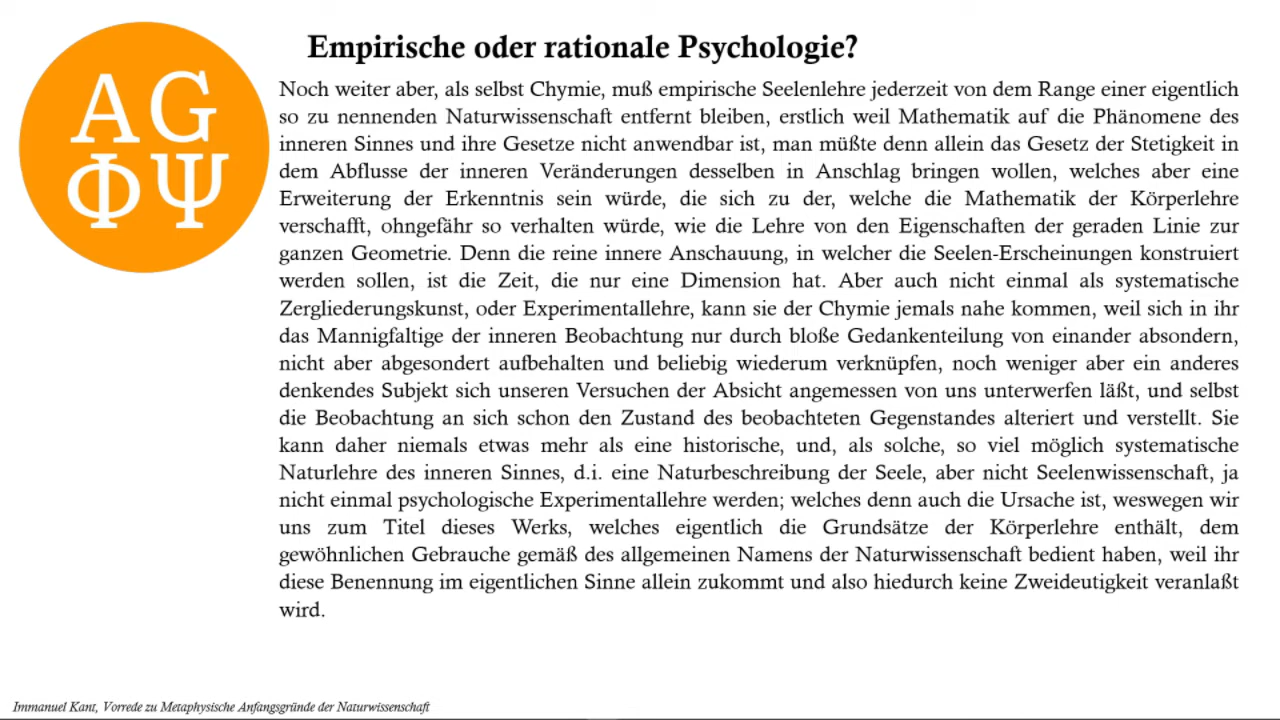 AG
ΦΨ
Empirische oder rationale Psychologie?
Noch weiter aber, als selbst Chymie, muß empirische Seelenlehre jederzeit von dem Range einer eigentlich
so zu nennenden Naturwissenschaft entfernt bleiben, erstlich weil Mathematik auf die Phänomene des
inneren Sinnes und ihre Gesetze nicht anwendbar ist, man müßte denn allein das Gesetz der Stetigkeit in
dem Abflusse der inneren Veränderungen desselben in Anschlag bringen wollen, welches aber eine
Erweiterung der Erkenntnis sein würde, die sich zu der, welche die Mathematik der Körperlehre
verschafft, ohngefähr so verhalten würde, wie die Lehre von den Eigenschaften der geraden Linie zur
ganzen Geometrie. Denn die reine innere Anschauung, in welcher die Seelen-Erscheinungen konstruiert
werden sollen, ist die Zeit, die nur eine Dimension hat. Aber auch nicht einmal als systematische
Zergliederungskunst, oder Experimentallehre, kann sie der Chymie jemals nahe kommen, weil sich in ihr
das Mannigfaltige der inneren Beobachtung nur durch bloße Gedankenteilung von einander absondern,
nicht aber abgesondert aufbehalten und beliebig wiederum verknüpfen, noch weniger aber ein anderes
denkendes Subjekt sich unseren Versuchen der Absicht angemessen von uns unterwerfen läßt, und selbst
die Beobachtung an sich schon den Zustand des beobachteten Gegenstandes alteriert und verstellt. Sie
kann daher niemals etwas mehr als eine historische, und, als solche, so viel möglich systematische
Naturlehre des inneren Sinnes, d.i. eine Naturbeschreibung der Seele, aber nicht Seelenwissenschaft, ja
nicht einmal psychologische Experimentallehre werden; welches denn auch die Ursache ist, weswegen wir
uns zum Titel dieses Werks, welches eigentlich die Grundsätze der Körperlehre enthält, dem
gewöhnlichen Gebrauche gemäß des allgemeinen Namens der Naturwissenschaft bedient haben, weil ihr
diese Benennung im eigentlichen Sinne allein zukommt und also hiedurch keine Zweideutigkeit veranlaßt
wird.
Immanuel Kant, Vorrede zu Metaphysische Anfangsgründe der Naturwissenschaft